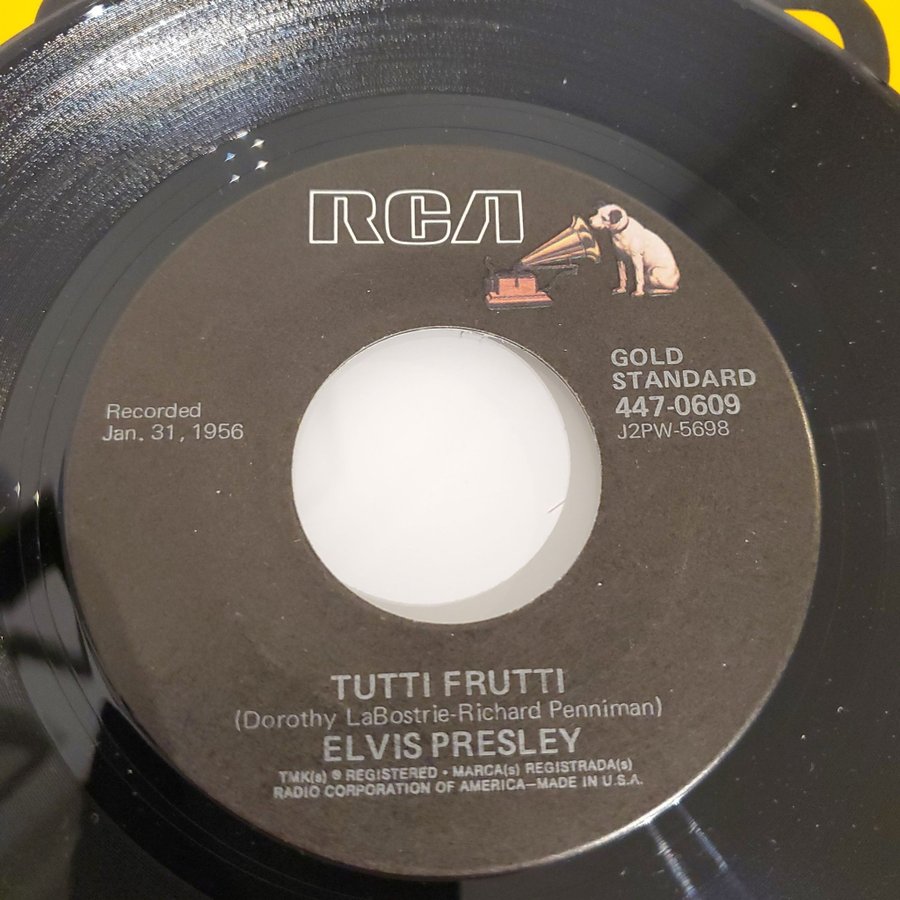 RCA
GOLD
STANDARD
447-0609
J2PW-5698
Recorded
Jan. 31, 1956
TUTTI FRUTTI
(Dorothy LaBostrie-Richard Penniman)
ELVIS PRESLEY
TMK(s) ® REGISTERED • MARCA(s) REGISTRADA(s)
RADIO CORPORATION OF AMERICA—MADE IN U.S.A.